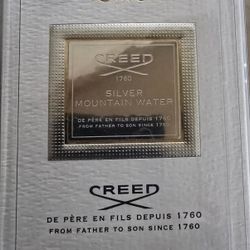 CREED
1760
SILVER
MOUNTAIN WATER
DE PÈRE EN FILS DEPUIS 1760
FROM FATHER TO SON SINCE 1760
CREED
DE PÈRE EN FILS DEPUIS 1760
FROM FATHER TO SON SINCE 1760